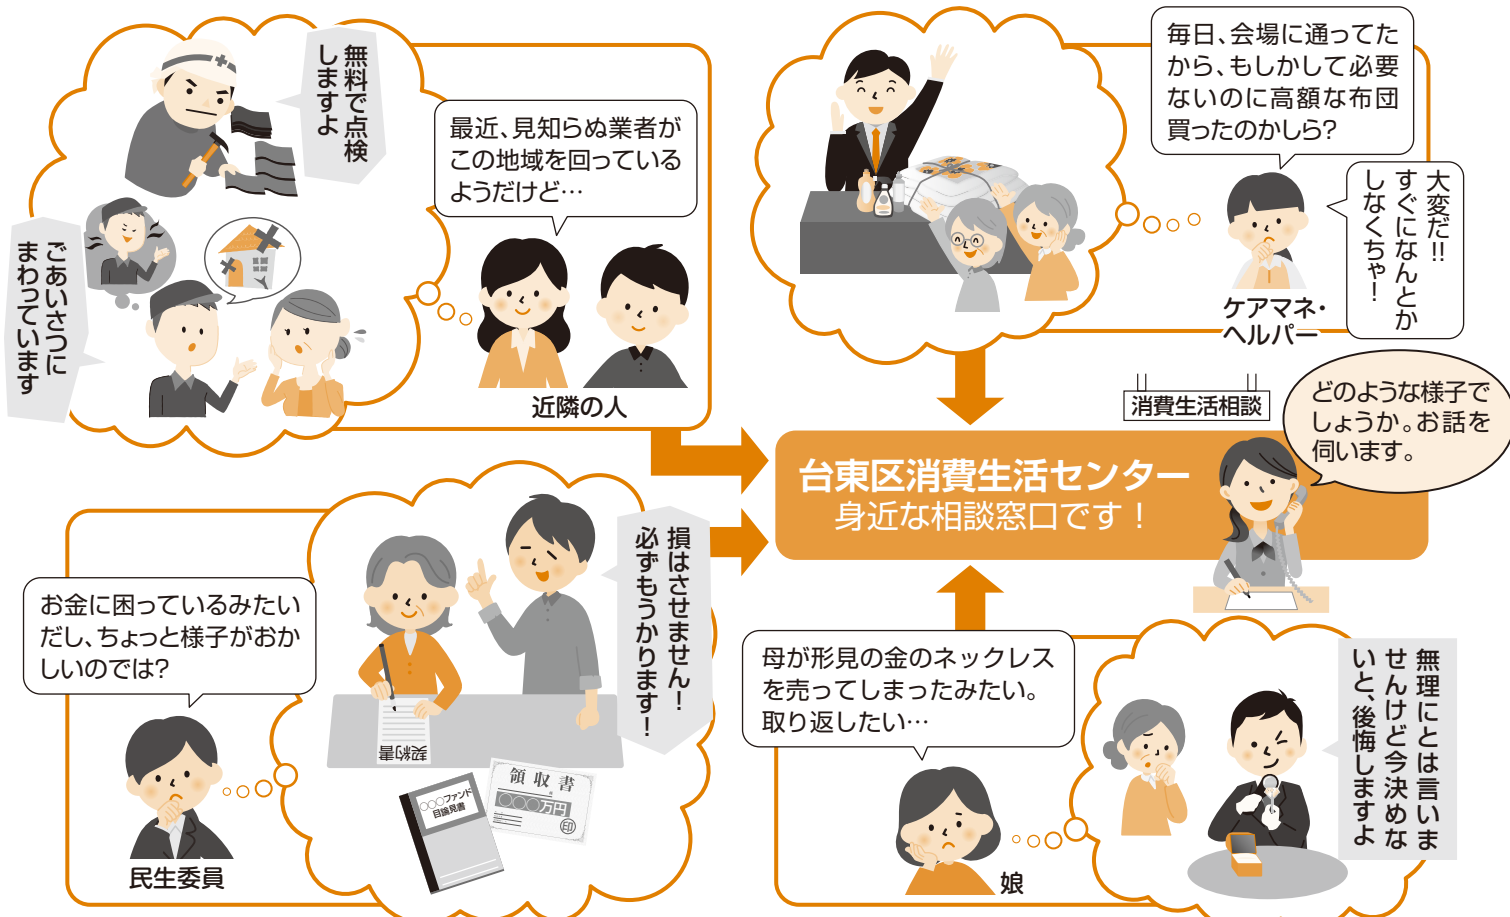 無料で点検
しますよ
最近、見知らぬ業者が
この地域を回っている
ようだけど…
ごあいさつに
まわっています
近隣の人
毎日、会場に通ってた
から、もしかして必要
ないのに高額な布団
買ったのかしら?
大変だ!!
すぐになんとか
しなくちゃ!
ケアマネ・
ヘルパー
消費生活相談
どのような様子で
しょうか。お話を
伺います。
台東区消費生活センター
身近な相談窓口です!
お金に困っているみたい
だし、ちょっと様子がおか
しいのでは?
損はさせません!
必ずもうかります!
契約書
〇〇〇ファンド
目論見書
領収書
〇〇〇万円
印
民生委員
母が形見の金のネックレス
を売ってしまったみたい。
取り返したい…
無理にとは言いま
せんけど今決めな
いと、後悔しますよ
娘